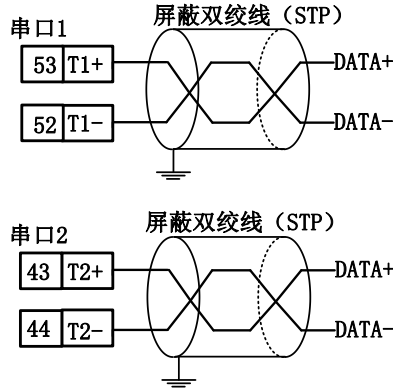 屏蔽双绞线（STP）
串口1
53 T1+ DATA+
52 T1- DATA-
屏蔽双绞线（STP）
串口2
43 T2+ DATA+
44 T2- DATA-